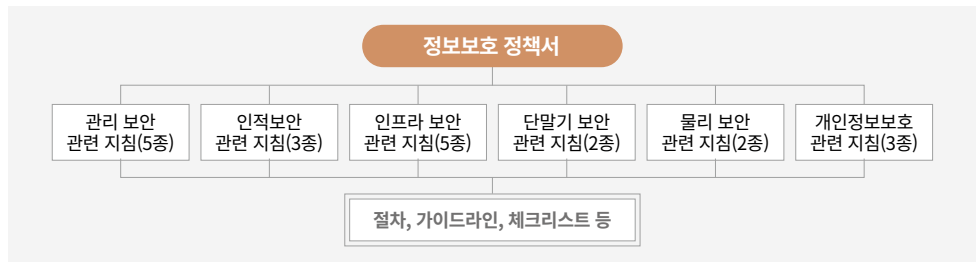 정보보호 정책서
관리 보안
관련 지침(5종)
인적보안
관련 지침(3종)
인프라 보안
관련 지침(5종)
단말기 보안
관련 지침(2종)
물리 보안
관련 지침(2종)
개인정보보호
관련 지침(3종)
절차, 가이드라인, 체크리스트 등